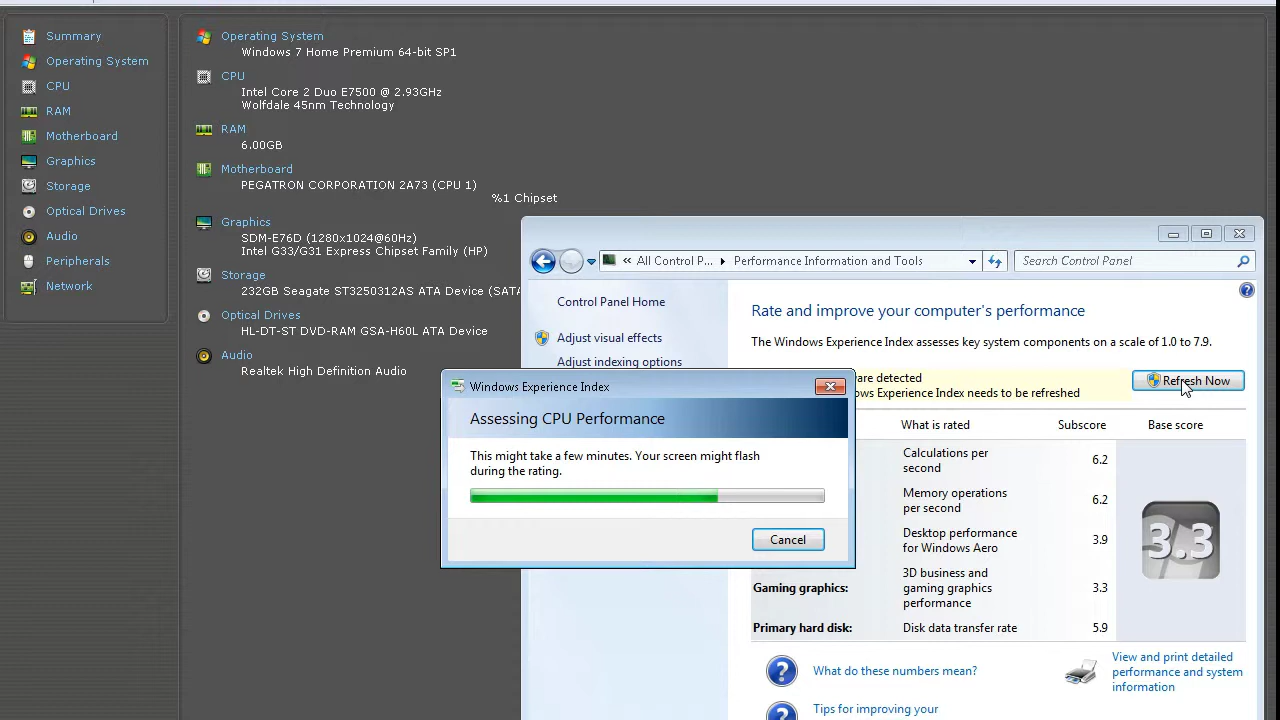 Summary
Operating System
CPU
RAM
Motherboard
Graphics
Storage
Optical Drives
Audio
Peripherals
Network
Operating System
Windows 7 Home Premium 64-bit SP1
CPU
Intel Core 2 Duo E7500 @ 2.93GHz
Wolfdale 45nm Technology
RAM
6.00GB
Motherboard
PEGATRON CORPORATION 2A73 (CPU 1)
%1 Chipset
Graphics
SDM-E76D (1280x1024@60Hz)
Intel G33/G31 Express Chipset Family (HP)
Storage
232GB Seagate ST3250312AS ATA Device (SATA
Optical Drives
HL-DT-ST DVD-RAM GSA-H60L ATA Device
Audio
Realtek High Definition Audio
« All Control P... Performance Information and Tools
Search Control Panel
Control Panel Home
Adjust visual effects
Adjust indexing options
Rate and improve your computer's performance
The Windows Experience Index assesses key system components on a scale of 1.0 to 7.9.
are detected
ows Experience Index needs to be refreshed
Refresh Now
What is rated Subscore Base score
Calculations per
second 6.2
Memory operations
per second 6.2
Desktop performance
for Windows Aero 3.9
3.3
Gaming graphics: 3D business and
gaming graphics
performance 3.3
Primary hard disk: Disk data transfer rate 5.9
What do these numbers mean?
View and print detailed
performance and system
information
Tips for improving your
Windows Experience Index
Assessing CPU Performance
This might take a few minutes. Your screen might flash
during the rating.
Cancel